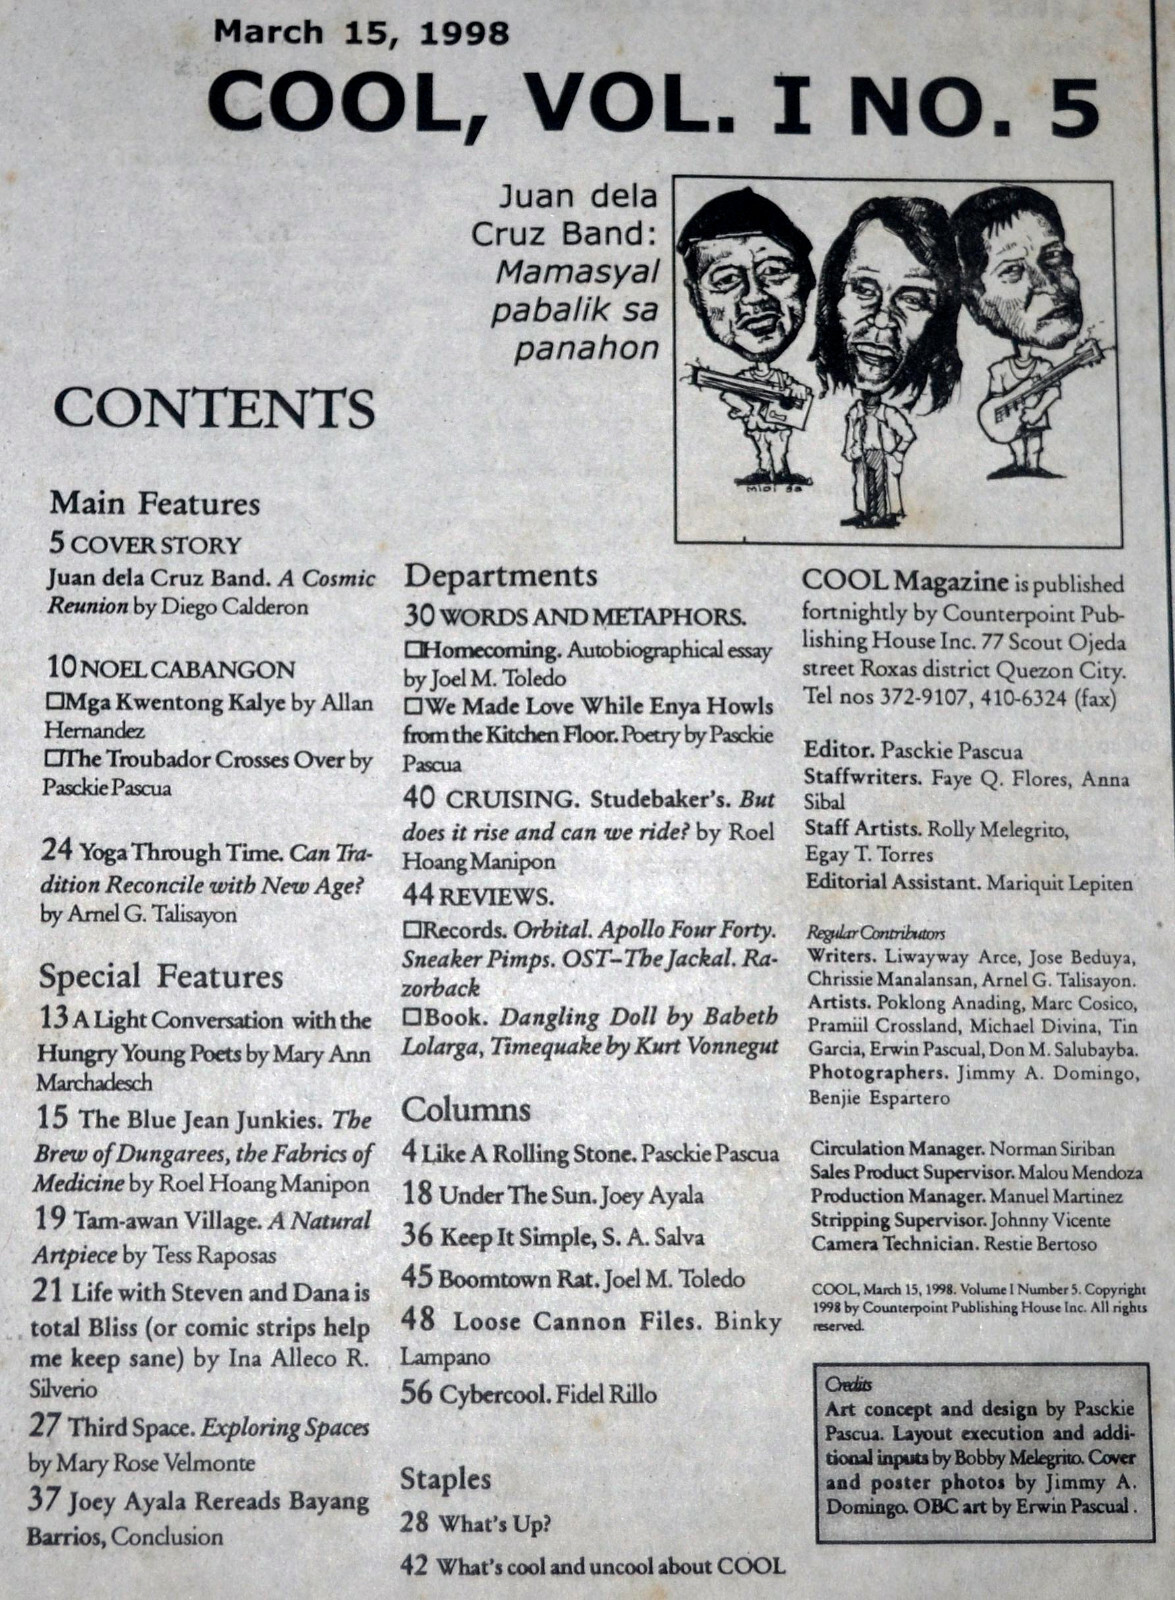 March 15, 1998
COOL, VOL. I NO. 5
Juan dela
Cruz Band:
Mamasyal
pabalik sa
panahon
CONTENTS
Main Features
5 COVER STORY
Juan dela Cruz Band. A Cosmic
Reunion by Diego Calderon
10 NOEL CABANGON
☐Mga Kwentong Kalye by Allan
Hernandez
☐The Troubador Crosses Over by
Pasckie Pascua
24 Yoga Through Time. Can Tra-
dition Reconcile with New Age?
by Arnel G. Talisayon
Special Features
13 A Light Conversation with the
Hungry Young Poets by Mary Ann
Marchadesch
15 The Blue Jean Junkies. The
Brew of Dungarees, the Fabrics of
Medicine by Roel Hoang Manipon
19 Tam-awan Village. A Natural
Artpiece by Tess Raposas
21 Life with Steven and Dana is
total Bliss (or comic strips help
me keep sane) by Ina Alleco R.
Silverio
27 Third Space. Exploring Spaces
by Mary Rose Velmonte
37 Joey Ayala Rereads Bayang
Barrios, Conclusion
Departments
30 WORDS AND METAPHORS.
☐Homecoming. Autobiographical essay
by Joel M. Toledo
☐We Made Love While Enya Howls
from the Kitchen Floor. Poetry by Pasckie
Pascua
40 CRUISING. Studebaker's. But
does it rise and can we ride? by Roel
Hoang Manipon
44 REVIEWS.
☐Records. Orbital. Apollo Four Forty.
Sneaker Pimps. OST–The Jackal. Ra-
zorback
☐Book. Dangling Doll by Babeth
Lolarga, Timequake by Kurt Vonnegut
Columns
4 Like A Rolling Stone. Pasckie Pascua
18 Under The Sun. Joey Ayala
36 Keep It Simple, S. A. Salva
45 Boomtown Rat. Joel M. Toledo
48 Loose Cannon Files. Binky
Lampano
56 Cybercool. Fidel Rillo
Staples
28 What's Up?
42 What's cool and uncool about COOL
COOL Magazine is published
fortnightly by Counterpoint Pub-
lishing House Inc. 77 Scout Ojeda
street Roxas district Quezon City.
Tel nos 372-9107, 410-6324 (fax)
Editor. Pasckie Pascua
Staffwriters. Faye Q. Flores, Anna
Sibal
Staff Artists. Rolly Melegrito,
Egay T. Torres
Editorial Assistant. Mariquit Lepiten
Regular Contributors
Writers. Liwayway Arce, Jose Beduya,
Chrissie Manalansan, Arnel G. Talisayon.
Artists. Poklong Anading, Marc Cosico,
Pramiil Crossland, Michael Divina, Tin
Garcia, Erwin Pascual, Don M. Salubayba.
Photographers. Jimmy A. Domingo,
Benjie Espartero
Circulation Manager. Norman Siriban
Sales Product Supervisor. Malou Mendoza
Production Manager. Manuel Martinez
Stripping Supervisor. Johnny Vicente
Camera Technician. Restie Bertoso
COOL, March 15, 1998. Volume I Number 5. Copyright
1998 by Counterpoint Publishing House Inc. All rights
reserved.
Credits
Art concept and design by Pasckie
Pascua. Layout execution and addi-
tional inputs by Bobby Melegrito. Cover
and poster photos by Jimmy A.
Domingo. OBC art by Erwin Pascual .